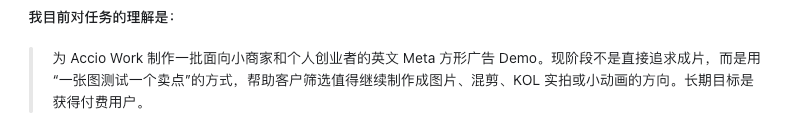 我目前对任务的理解是：
为 Accio Work 制作一批面向小商家和个人创业者的英文 Meta 方形广告 Demo。现阶段不是直接追求成片，而是用
“一张图测试一个卖点”的方式，帮助客户筛选值得继续制作成图片、混剪、KOL 实拍或小动画的方向。长期目标是
获得付费用户。